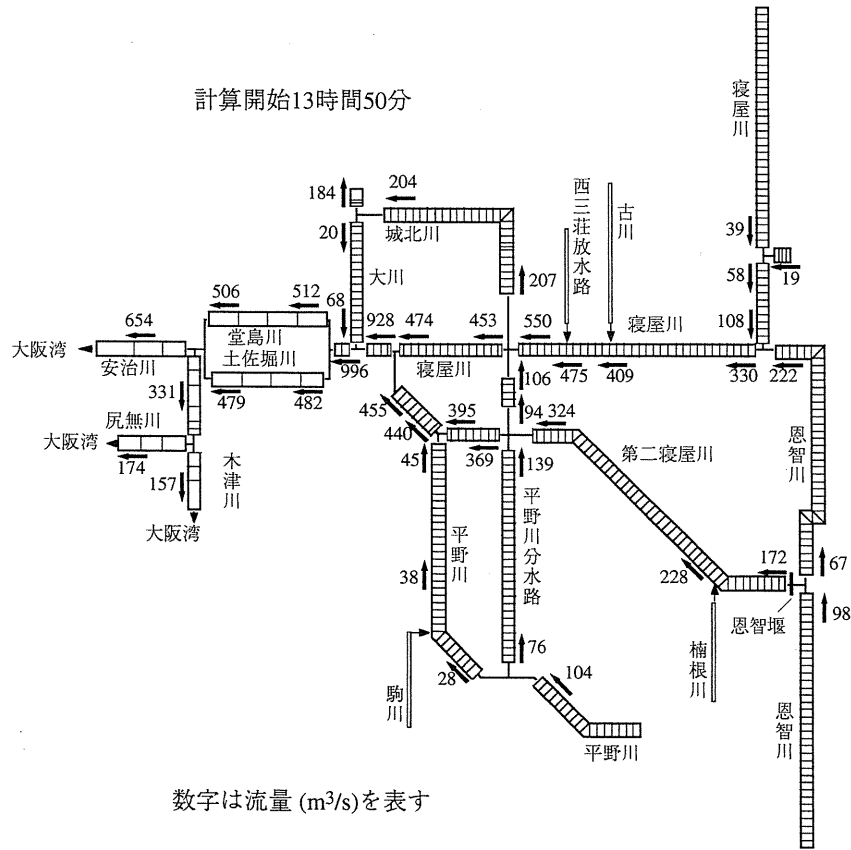 計算開始13時間50分
寝屋川
西三荘放水路
古川
184
204
20
城北川
39
大川
207
58
19
506
512
68
928
474
453
550
寝屋川
108
654
大阪湾
堂島川
土佐堀川
安治川
996
寝屋川
106
475
409
330
222
331
479
482
455
395
94
324
尻無川
440
恩智川
大阪湾
45
369
139
第二寝屋川
174
木津川
157
大阪湾
平野川
平野川分水路
38
228
172
67
恩智堰
98
76
楠根川
28
104
駒川
恩智川
平野川
数字は流量 (m³/s)を表す